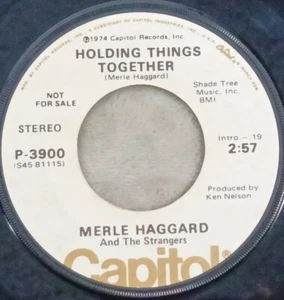 ℗1974 Capitol Records, Inc.
HOLDING THINGS
TOGETHER
(Merle Haggard)
NOT
FOR SALE
Shade Tree
Music, Inc
BMI
STEREO
Intro. - 19
P-3900
2:57
(S45-81115)
Produced by
Ken Nelson
MERLE HAGGARD
And The Strangers
Capitol
Capitol